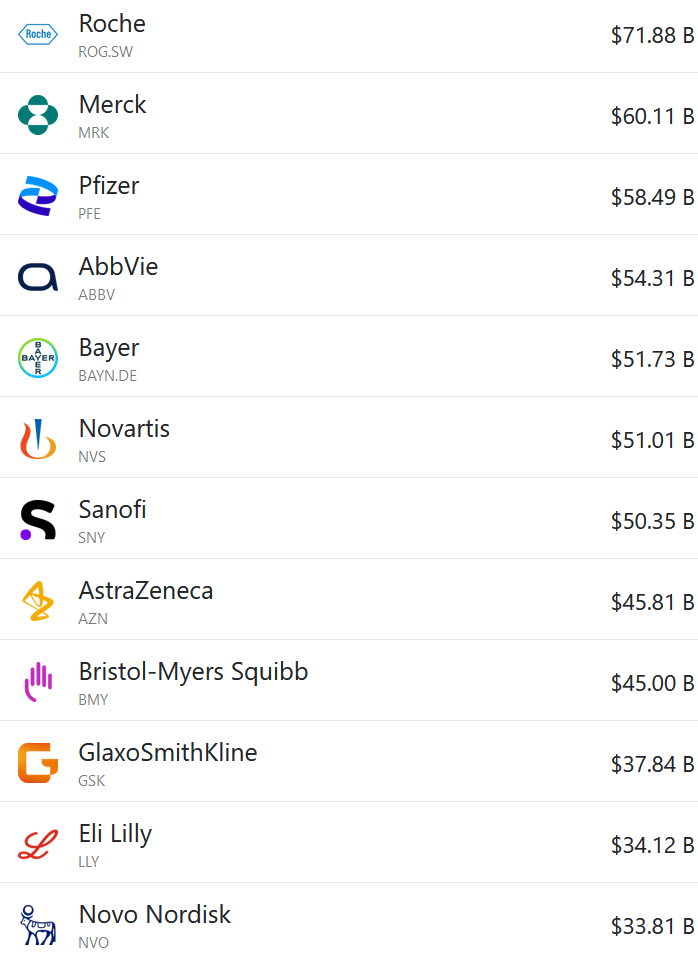 Roche
Roche
ROG.SW
$71.88 B
Merck
MRK
$60.11 B
Pfizer
PFE
$58.49 B
AbbVie
ABBV
$54.31 B
BAYER
BAYER
Bayer
BAYN.DE
$51.73 B
Novartis
NVS
$51.01 B
Sanofi
SNY
$50.35 B
AstraZeneca
AZN
$45.81 B
Bristol-Myers Squibb
BMY
$45.00 B
GlaxoSmithKline
GSK
$37.84 B
Eli Lilly
LLY
$34.12 B
Novo Nordisk
NVO
$33.81 B